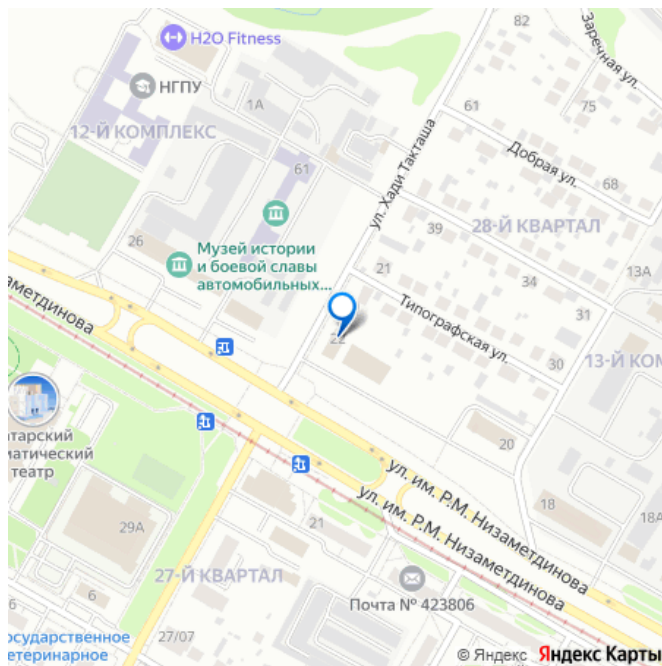 82
Заречная ул.
H2O Fitness
НГПУ
1А
61
75
12-Й КОМПЛЕКС
Добрая ул.
ул. Хади Такташа
61
68
39
28-Й КВАРТАЛ
26
Музей истории
и боевой славы
автомобильных...
21
34
13А
31
Типографская ул.
22
30
13-Й КОМ
заметдинова
атарский
матический
театр
20
ул. им. Р.М. Низаметдинова
ул. им. Р.М. Низаметдинова
18
18А
29А
21
27-Й КВАРТАЛ
6
6
Почта № 423806
27/07
осударственное
етеринарное
© Яндекс Яндекс Карты